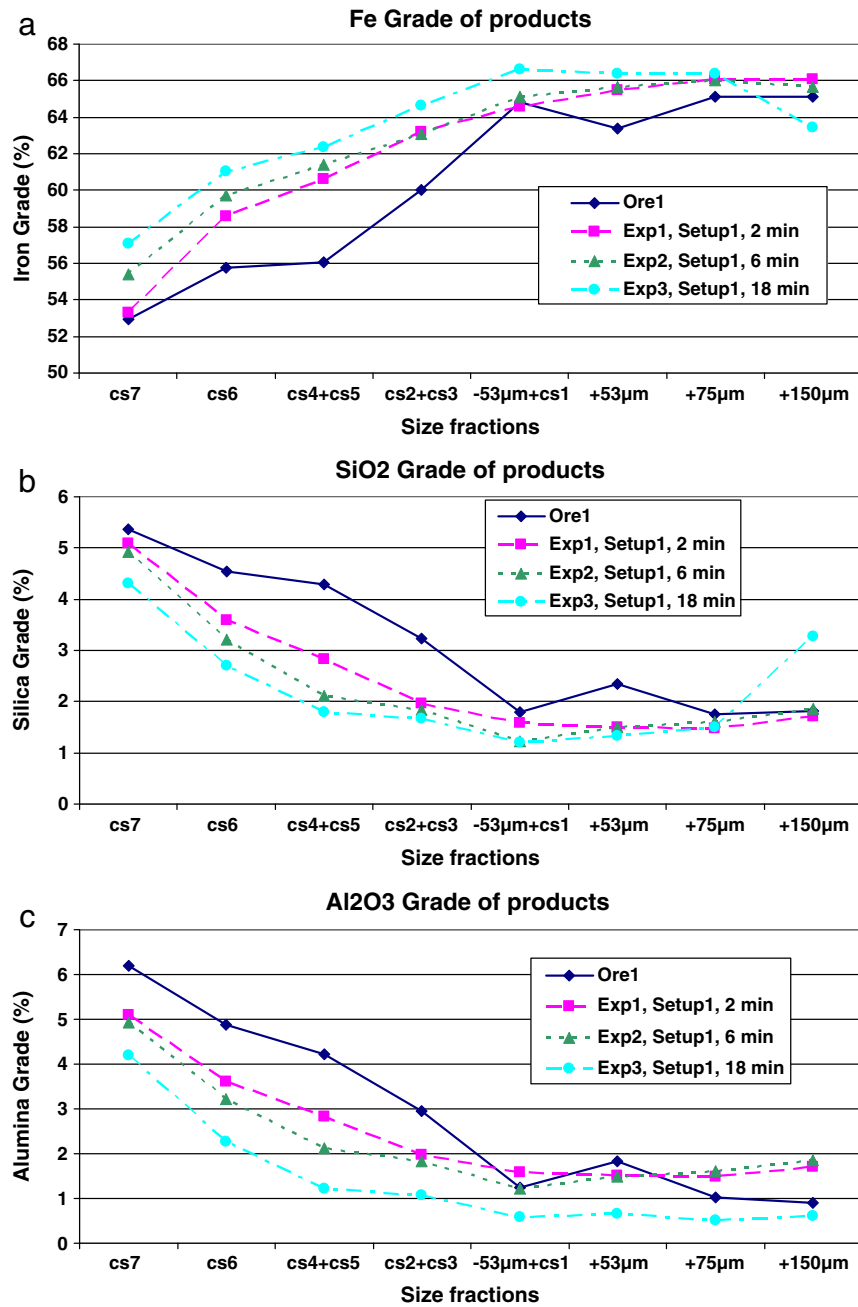 a
Fe Grade of products
68
66
64
62
60
58
56
54
52
50
Iron Grade (%)
Ore1
Exp1, Setup1, 2 min
Exp2, Setup1, 6 min
Exp3, Setup1, 18 min
cs7 cs6 cs4+cs5 cs2+cs3 -53µm+cs1 +53µm +75µm +150µm
Size fractions
b
SiO2 Grade of products
6
5
4
3
2
1
0
Silica Grade (%)
Ore1
Exp1, Setup1, 2 min
Exp2, Setup1, 6 min
Exp3, Setup1, 18 min
cs7 cs6 cs4+cs5 cs2+cs3 -53µm+cs1 +53µm +75µm +150µm
Size fractions
c
Al2O3 Grade of products
7
6
5
4
3
2
1
0
Alumina Grade (%)
Ore1
Exp1, Setup1, 2 min
Exp2, Setup1, 6 min
Exp3, Setup1, 18 min
cs7 cs6 cs4+cs5 cs2+cs3 -53µm+cs1 +53µm +75µm +150µm
Size fractions